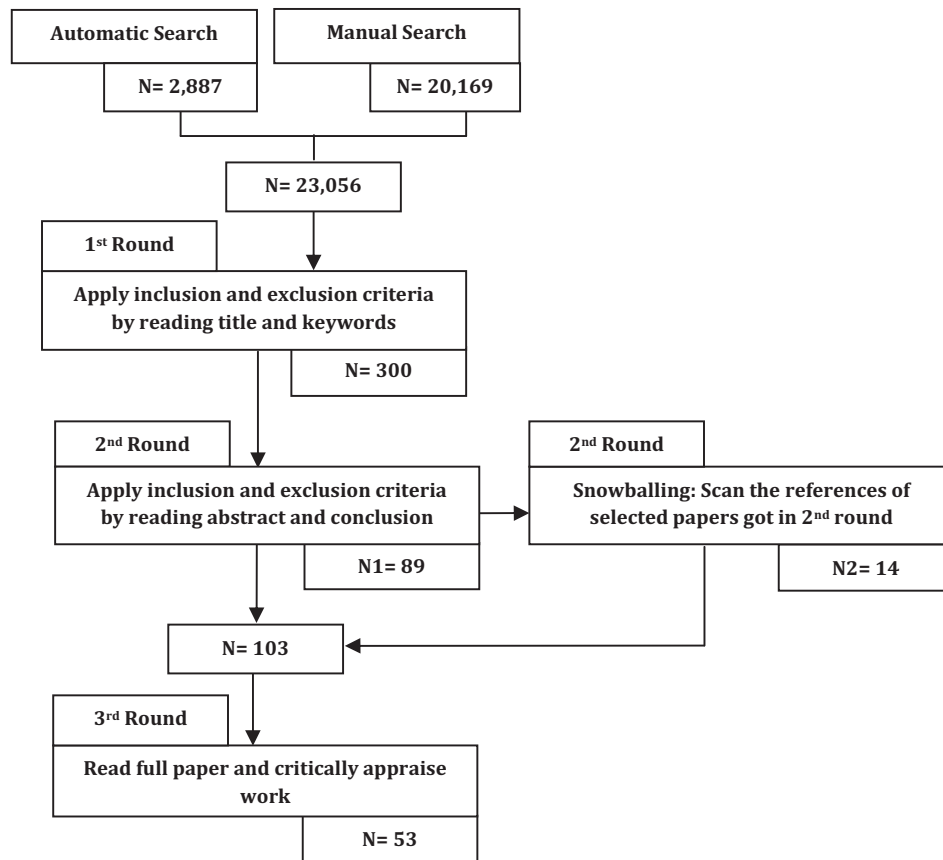 Automatic Search
Manual Search
N= 2,887
N= 20,169
N= 23,056
1st Round
Apply inclusion and exclusion criteria
by reading title and keywords
N= 300
2nd Round
Apply inclusion and exclusion criteria
by reading abstract and conclusion
N1= 89
2nd Round
Snowballing: Scan the references of
selected papers got in 2nd round
N2= 14
N= 103
3rd Round
Read full paper and critically appraise
work
N= 53